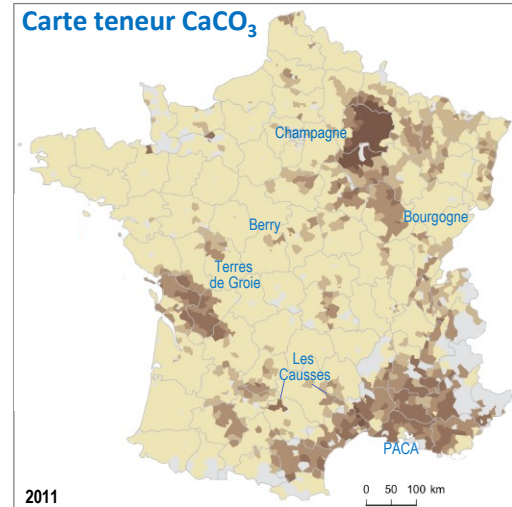 Carte teneur CaCO₃
Champagne
Bourgogne
Berry
Terres
de Groie
Les
Causses
PACA
2011
0 50 100 km